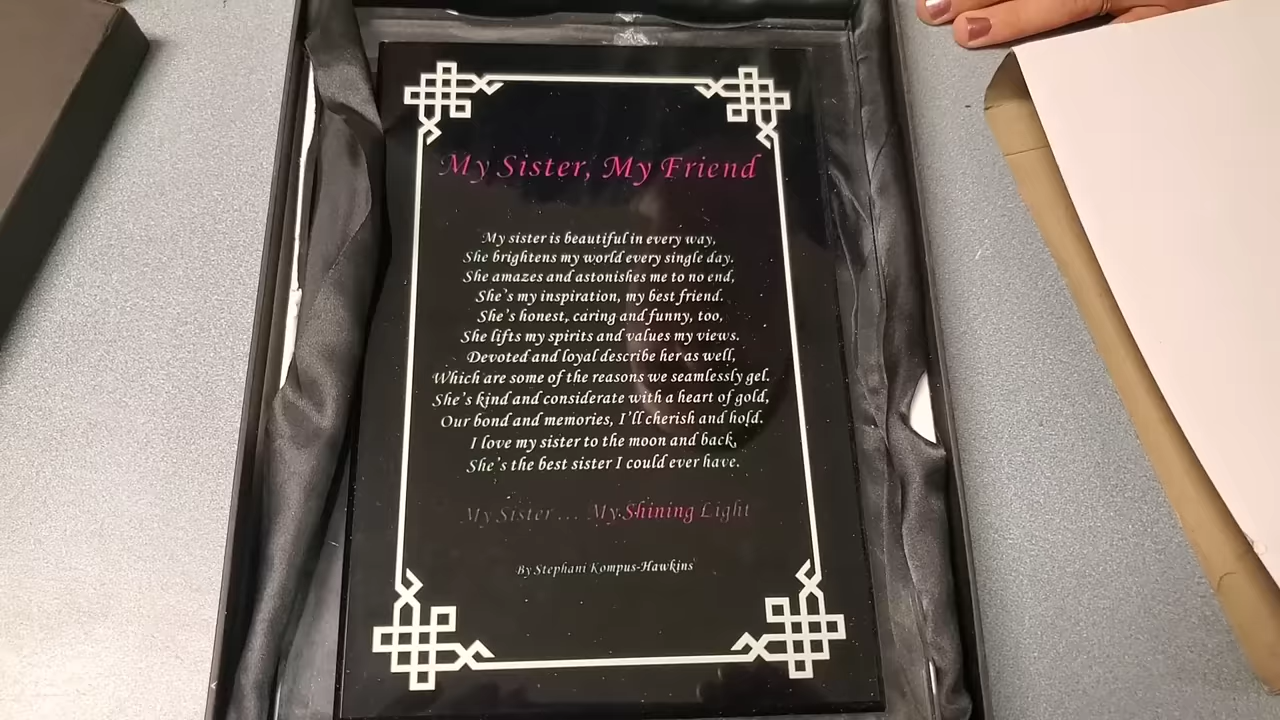 My Sister, My Friend
My sister is beautiful in every way,
She brightens my world every single day.
She amazes and astonishes me to no end,
She's my inspiration, my best friend.
She's honest, caring and funny, too,
She lifts my spirits and values my views.
Devoted and loyal describe her as well,
Which are some of the reasons we seamlessly gel.
She's kind and considerate with a heart of gold,
Our bond and memories, I'll cherish and hold.
I love my sister to the moon and back,
She's the best sister I could ever have.
My Sister... My Shining Light
By Stephani Kompus-Hawkins